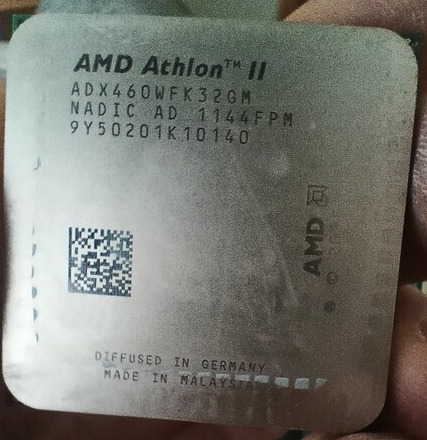 AMD Athlon™ II
ADX460WFK32GM
NADIC AD 1144FPM
9Y50201K10140
AMD
DIFFUSED IN GERMANY
MADE IN MALAYSIA